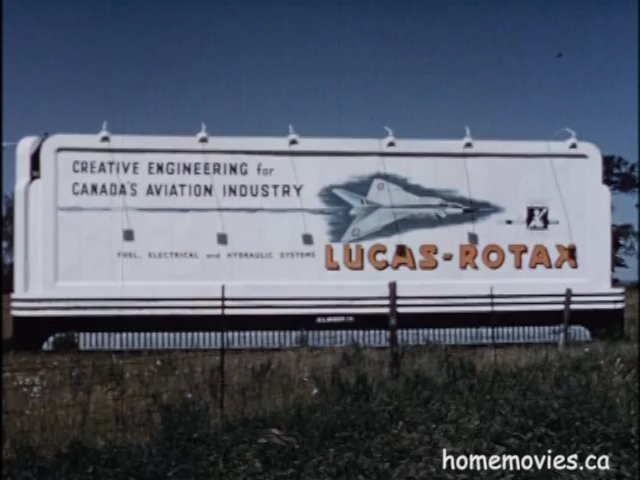 CREATIVE ENGINEERING for
CANADA'S AVIATION INDUSTRY
FUEL, ELECTRICAL and HYDRAULIC SYSTEMS
LUCAS-ROTAX
homemovies.ca